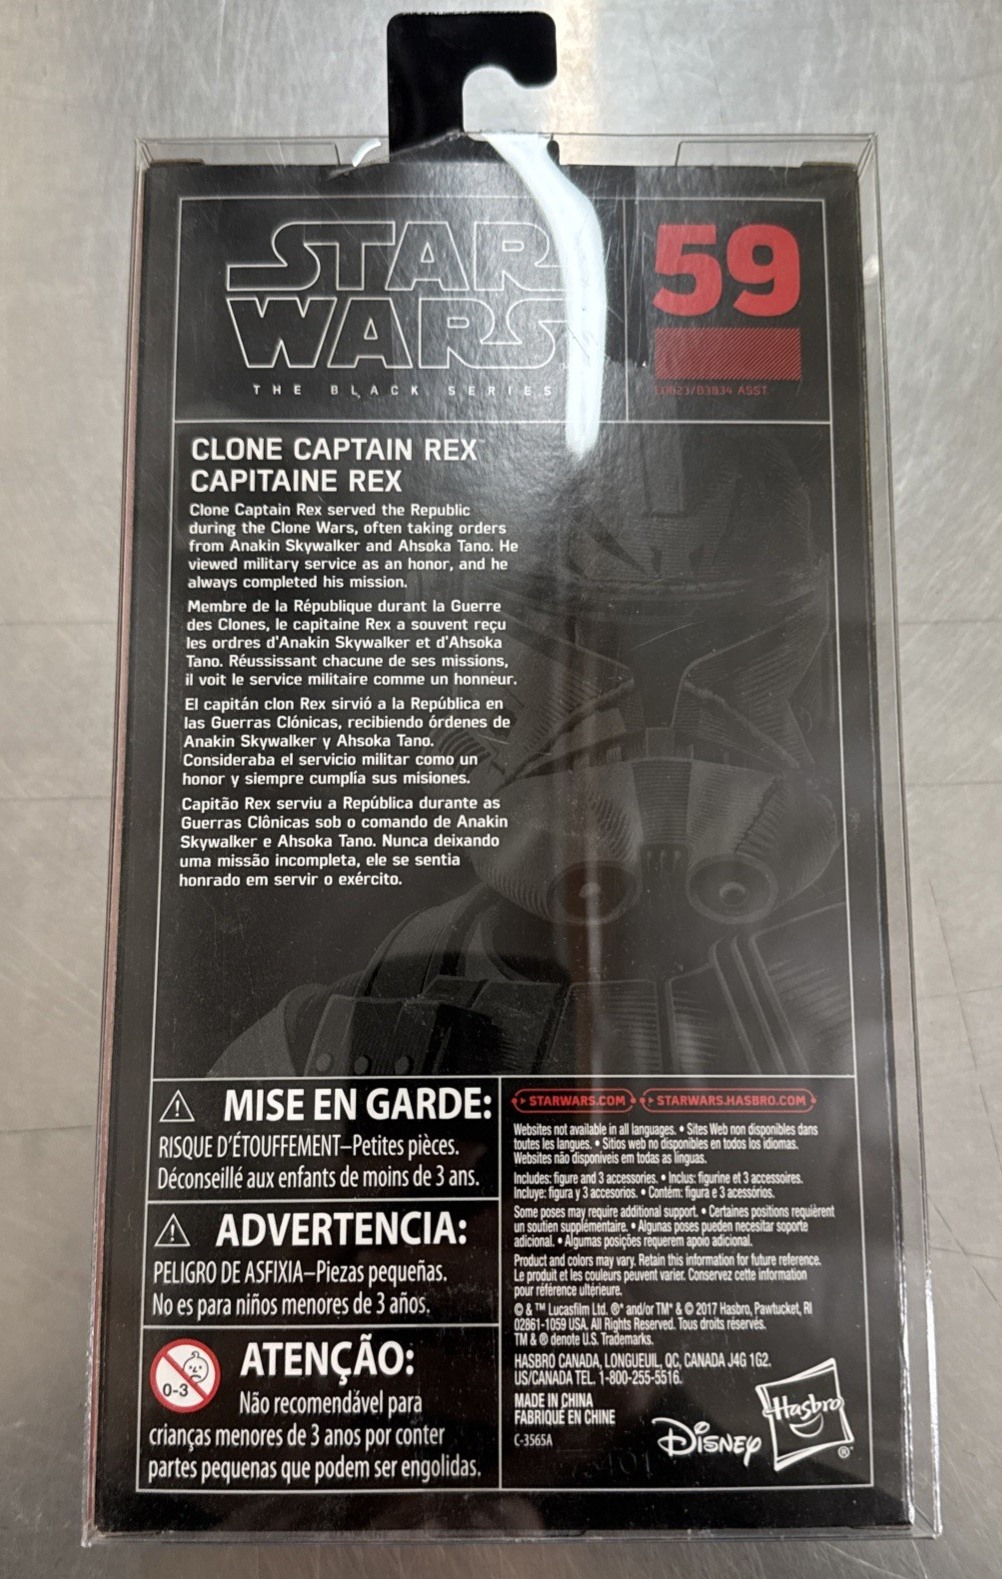 STAR
WARS
THE BLACK SERIES
59
/B3834 ASST
CLONE CAPTAIN REX™
CAPITAINE REX
Clone Captain Rex served the Republic
during the Clone Wars, often taking orders
from Anakin Skywalker and Ahsoka Tano. He
viewed military service as an honor, and he
always completed his mission.
Membre de la République durant la Guerre
des Clones, le capitaine Rex a souvent reçu
les ordres d'Anakin Skywalker et d'Ahsoka
Tano. Réussissant chacune de ses missions,
il voit le service militaire comme un honneur.
El capitán clon Rex sirvió a la República en
las Guerras Clónicas, recibiendo órdenes de
Anakin Skywalker y Ahsoka Tano.
Consideraba el servicio militar como un
honor y siempre cumplía sus misiones.
Capitão Rex serviu a República durante as
Guerras Clônicas sob o comando de Anakin
Skywalker e Ahsoka Tano. Nunca deixando
uma missão incompleta, ele se sentia
honrado em servir o exército.
MISE EN GARDE:
RISQUE D'ÉTOUFFEMENT–Petites pièces.
Déconseillé aux enfants de moins de 3 ans.
ADVERTENCIA:
PELIGRO DE ASFIXIA–Piezas pequeñas.
No es para niños menores de 3 años.
0-3
ATENÇÃO:
Não recomendável para
crianças menores de 3 anos por conter
partes pequenas que podem ser engolidas.
STARWARS.COM STARWARS.HASBRO.COM
Websites not available in all languages. • Sites Web non disponibles dans
toutes les langues. • Sitios web no disponibles en todos los idiomas.
Websites não disponíveis em todas as línguas.
Includes: figure and 3 accessories. • Inclus: figurine et 3 accessoires.
Incluye: figura y 3 accesorios. • Contém: figura e 3 acessórios.
Some poses may require additional support. • Certaines positions requièrent
un soutien supplémentaire. • Algunas poses pueden necesitar soporte
adicional. • Algumas posições requerem apoio adicional.
Product and colors may vary. Retain this information for future reference.
Le produit et les couleurs peuvent varier. Conservez cette information
pour référence ultérieure.
© & ™ Lucasfilm Ltd. ®* and/or TM* & © 2017 Hasbro, Pawtucket, RI
02861-1059 USA. All Rights Reserved. Tous droits réservés.
TM & ® denote U.S. Trademarks.
HASBRO CANADA, LONGUEUIL, QC, CANADA J4G 1G2.
US/CANADA TEL. 1-800-255-5516.
MADE IN CHINA
FABRIQUÉ EN CHINE
C-3565A
DISNEY
Hasbro®